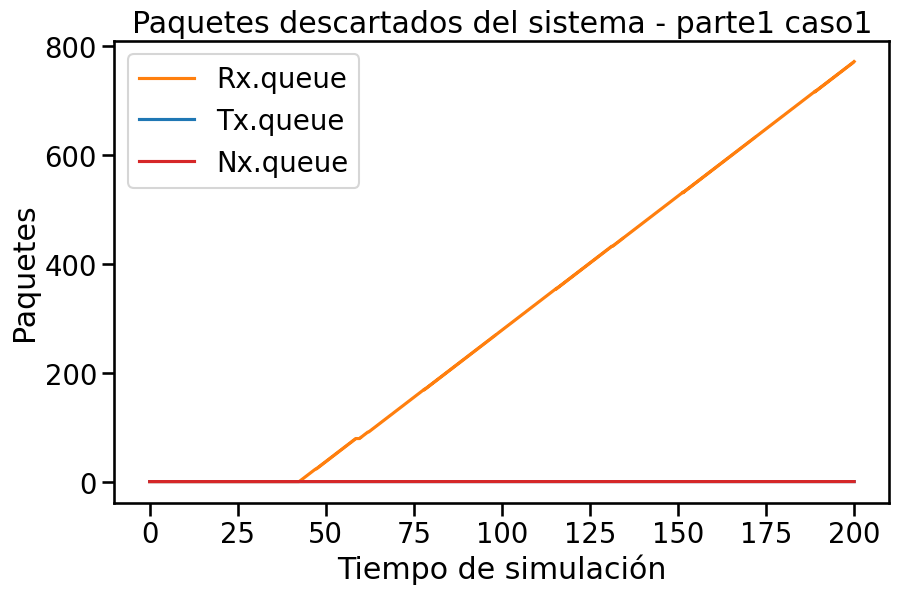 Paquetes descartados del sistema - parte1 caso1
800
600
400
200
0
Paquetes
Rx.queue
Tx.queue
Nx.queue
0 25 50 75 100 125 150 175 200
Tiempo de simulación